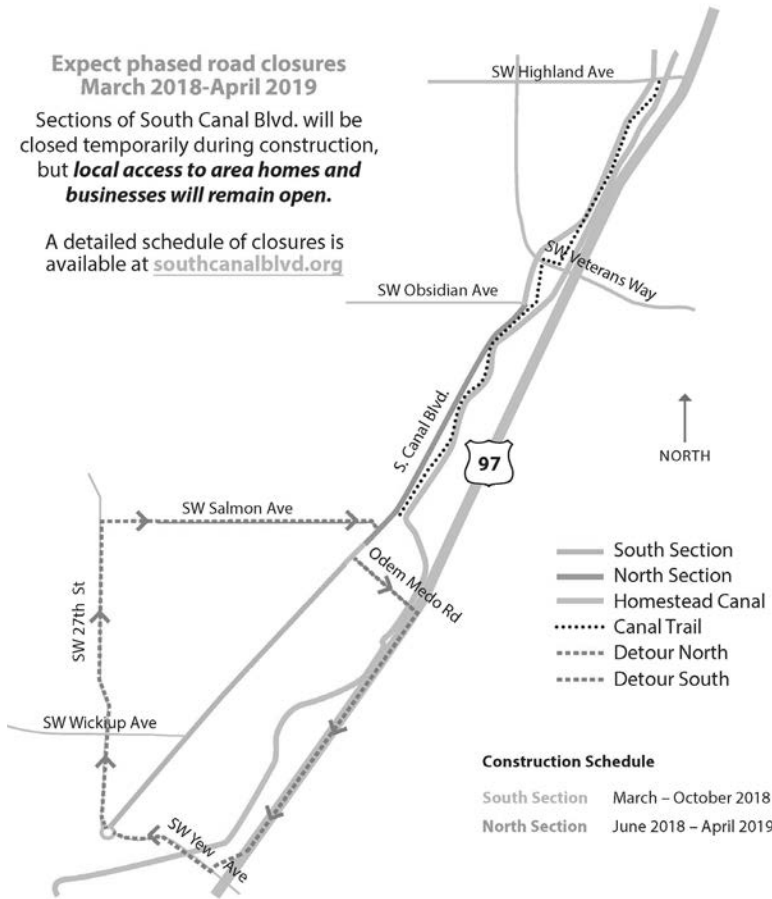 Expect phased road closures
March 2018-April 2019
Sections of South Canal Blvd. will be
closed temporarily during construction,
but local access to area homes and
businesses will remain open.
A detailed schedule of closures is
available at southcanalblvd.org
SW Highland Ave
SW Veterans Way
SW Obsidian Ave
S. Canal Blvd.
97
NORTH
SW Salmon Ave
Odem Medo Rd
SW 27th St
SW Wickiup Ave
SW Yew Ave
South Section
North Section
Homestead Canal
Canal Trail
Detour North
Detour South
Construction Schedule
South Section March – October 2018
North Section June 2018 – April 2019